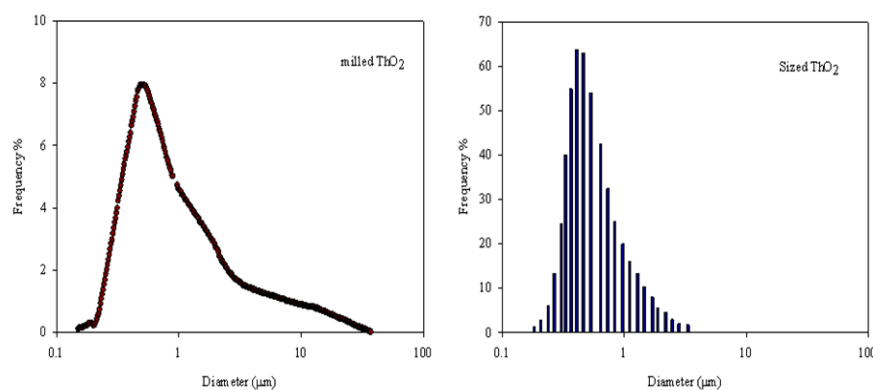 10
8
6
4
2
0
Frequency %
milled ThO2
0.1 1 10 100
Diameter (μm)
70
60
50
40
30
20
10
0
Frequency %
Sized ThO2
0.1 1 10 100
Diameter (μm)